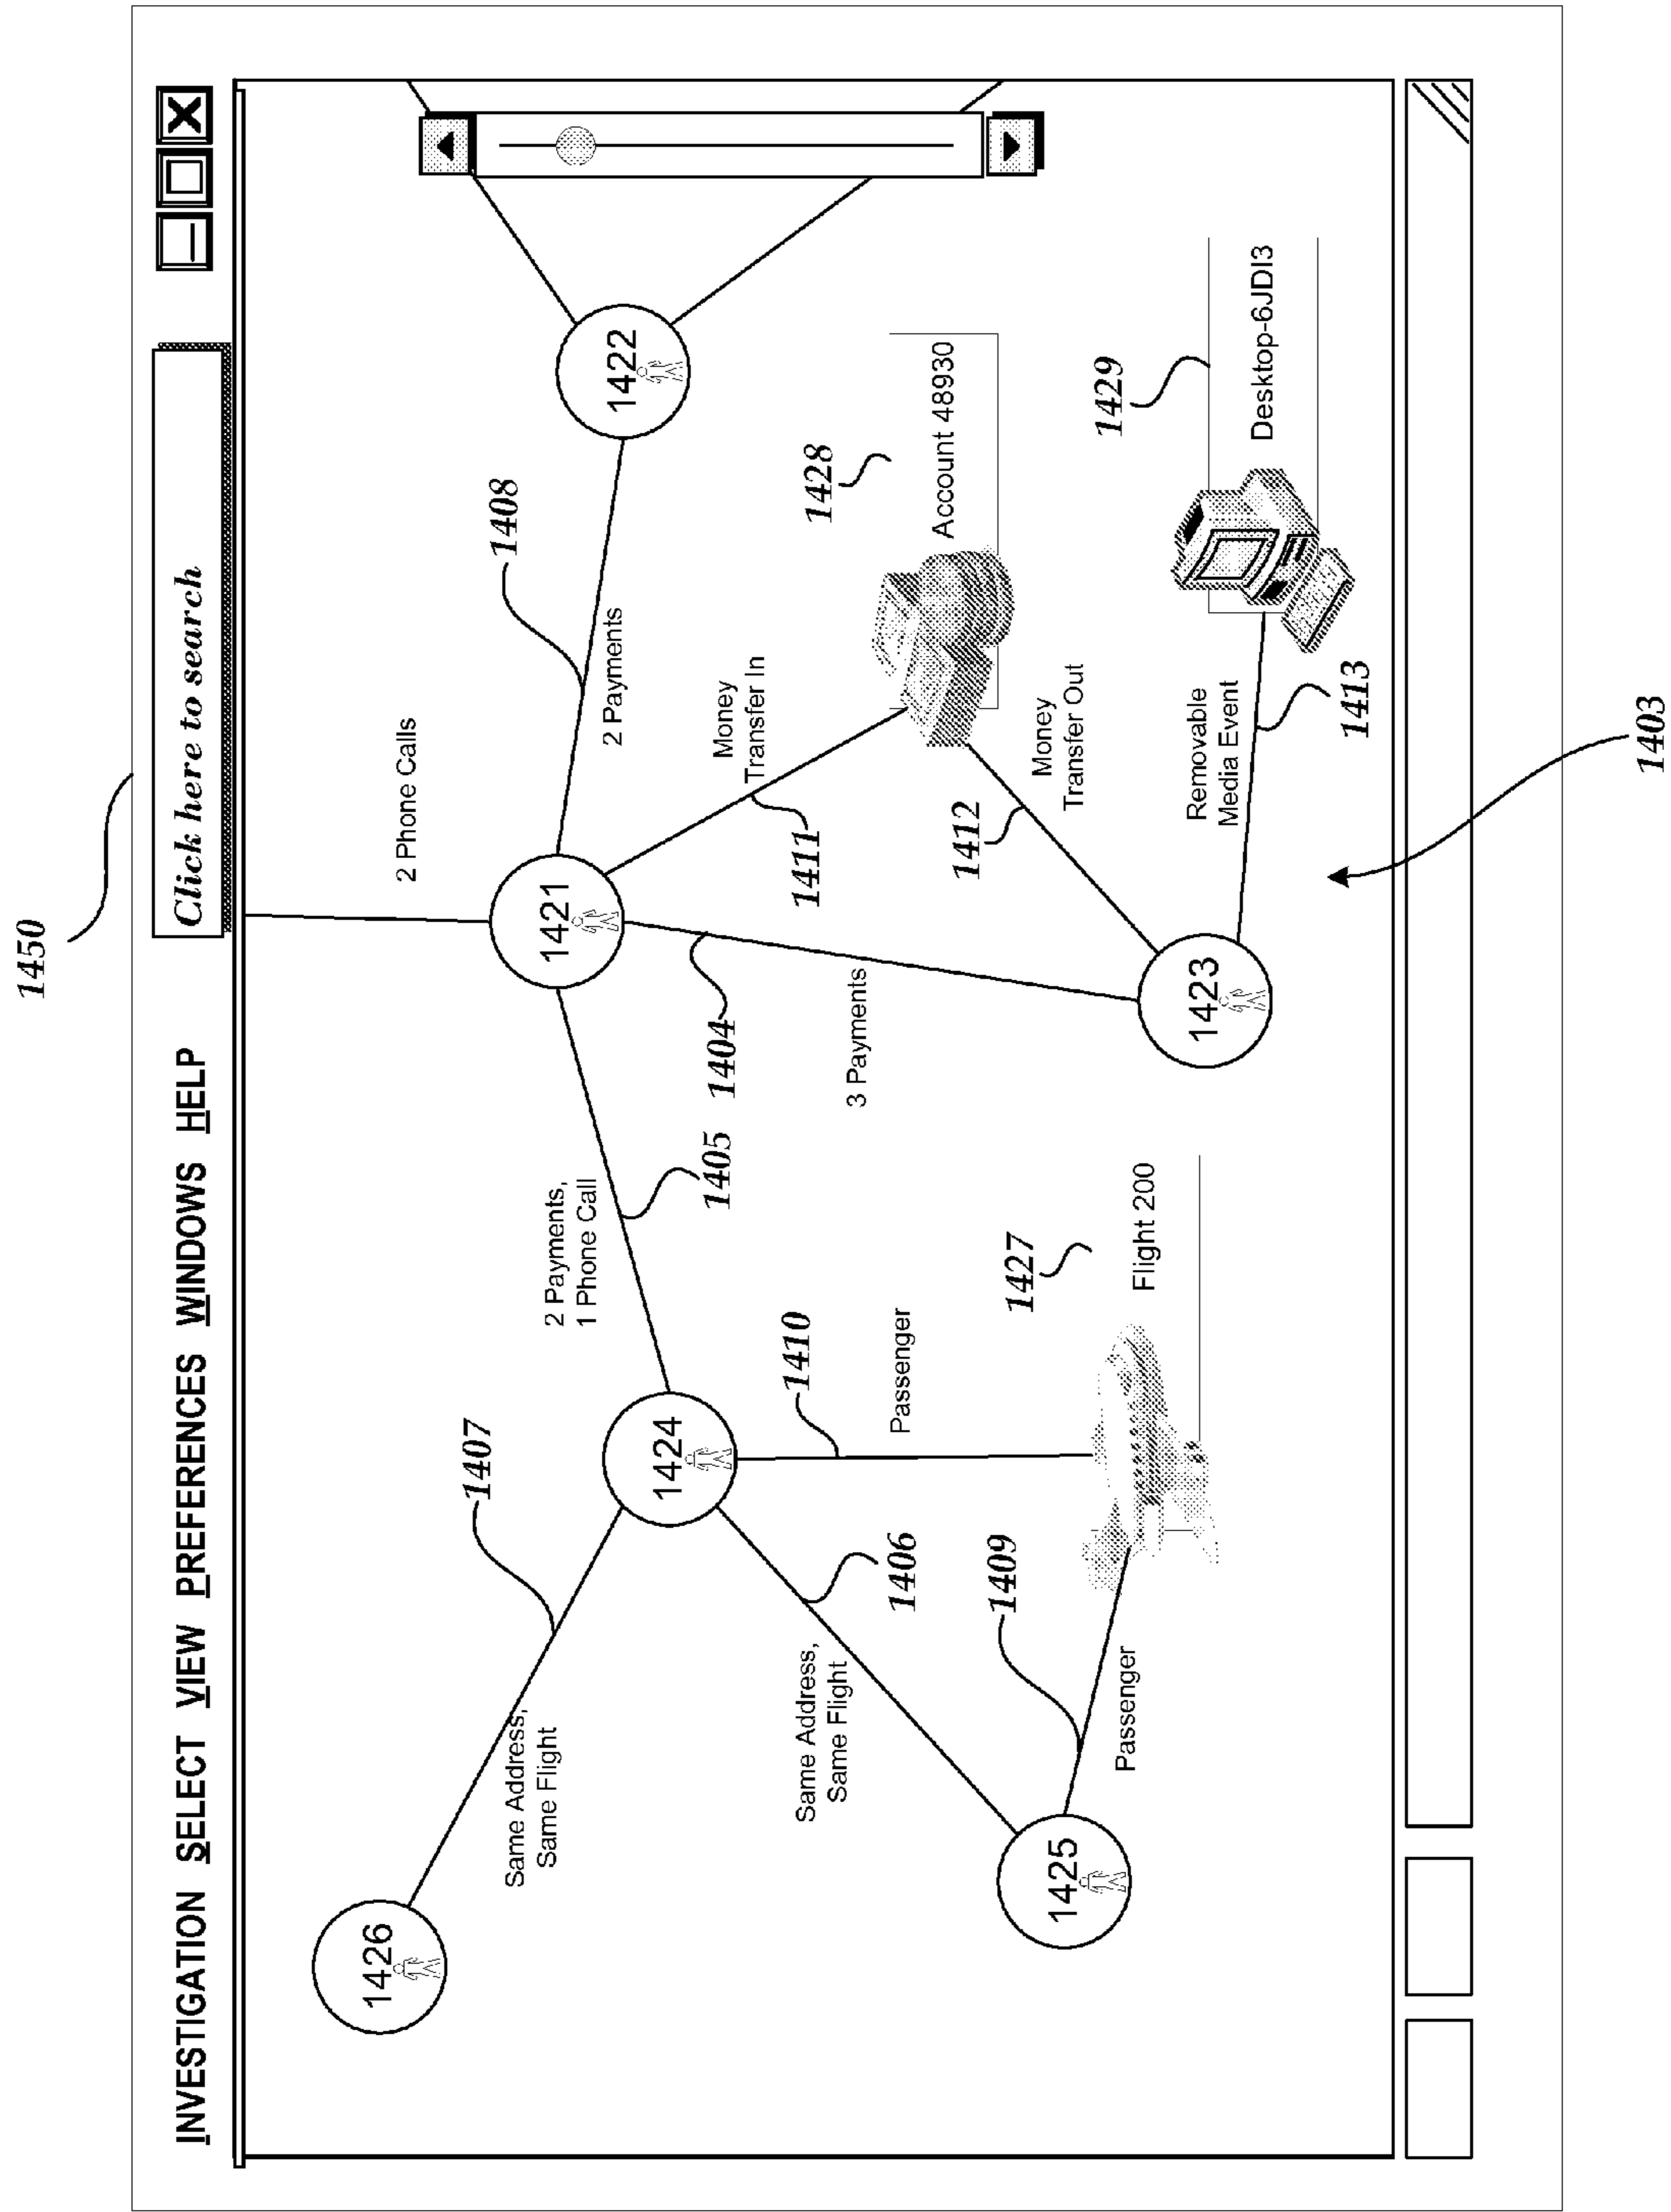 1450
INVESTIGATION SELECT VIEW PREFERENCES WINDOWS HELP
Click here to search
2 Phone Calls
1426
1407
Same Address,
Same Flight
1421
1408
1422
2 Payments,
1 Phone Call
2 Payments
1424
1405
1404
Money
Transfer In
1411
1428
1410
Passenger
3 Payments
Account 48930
Same Address,
Same Flight
1406
1412
Money
Transfer Out
1409
1427
1425
Passenger
Flight 200
1429
1423
Removable
Media Event
Desktop-6JDI3
1413
1403